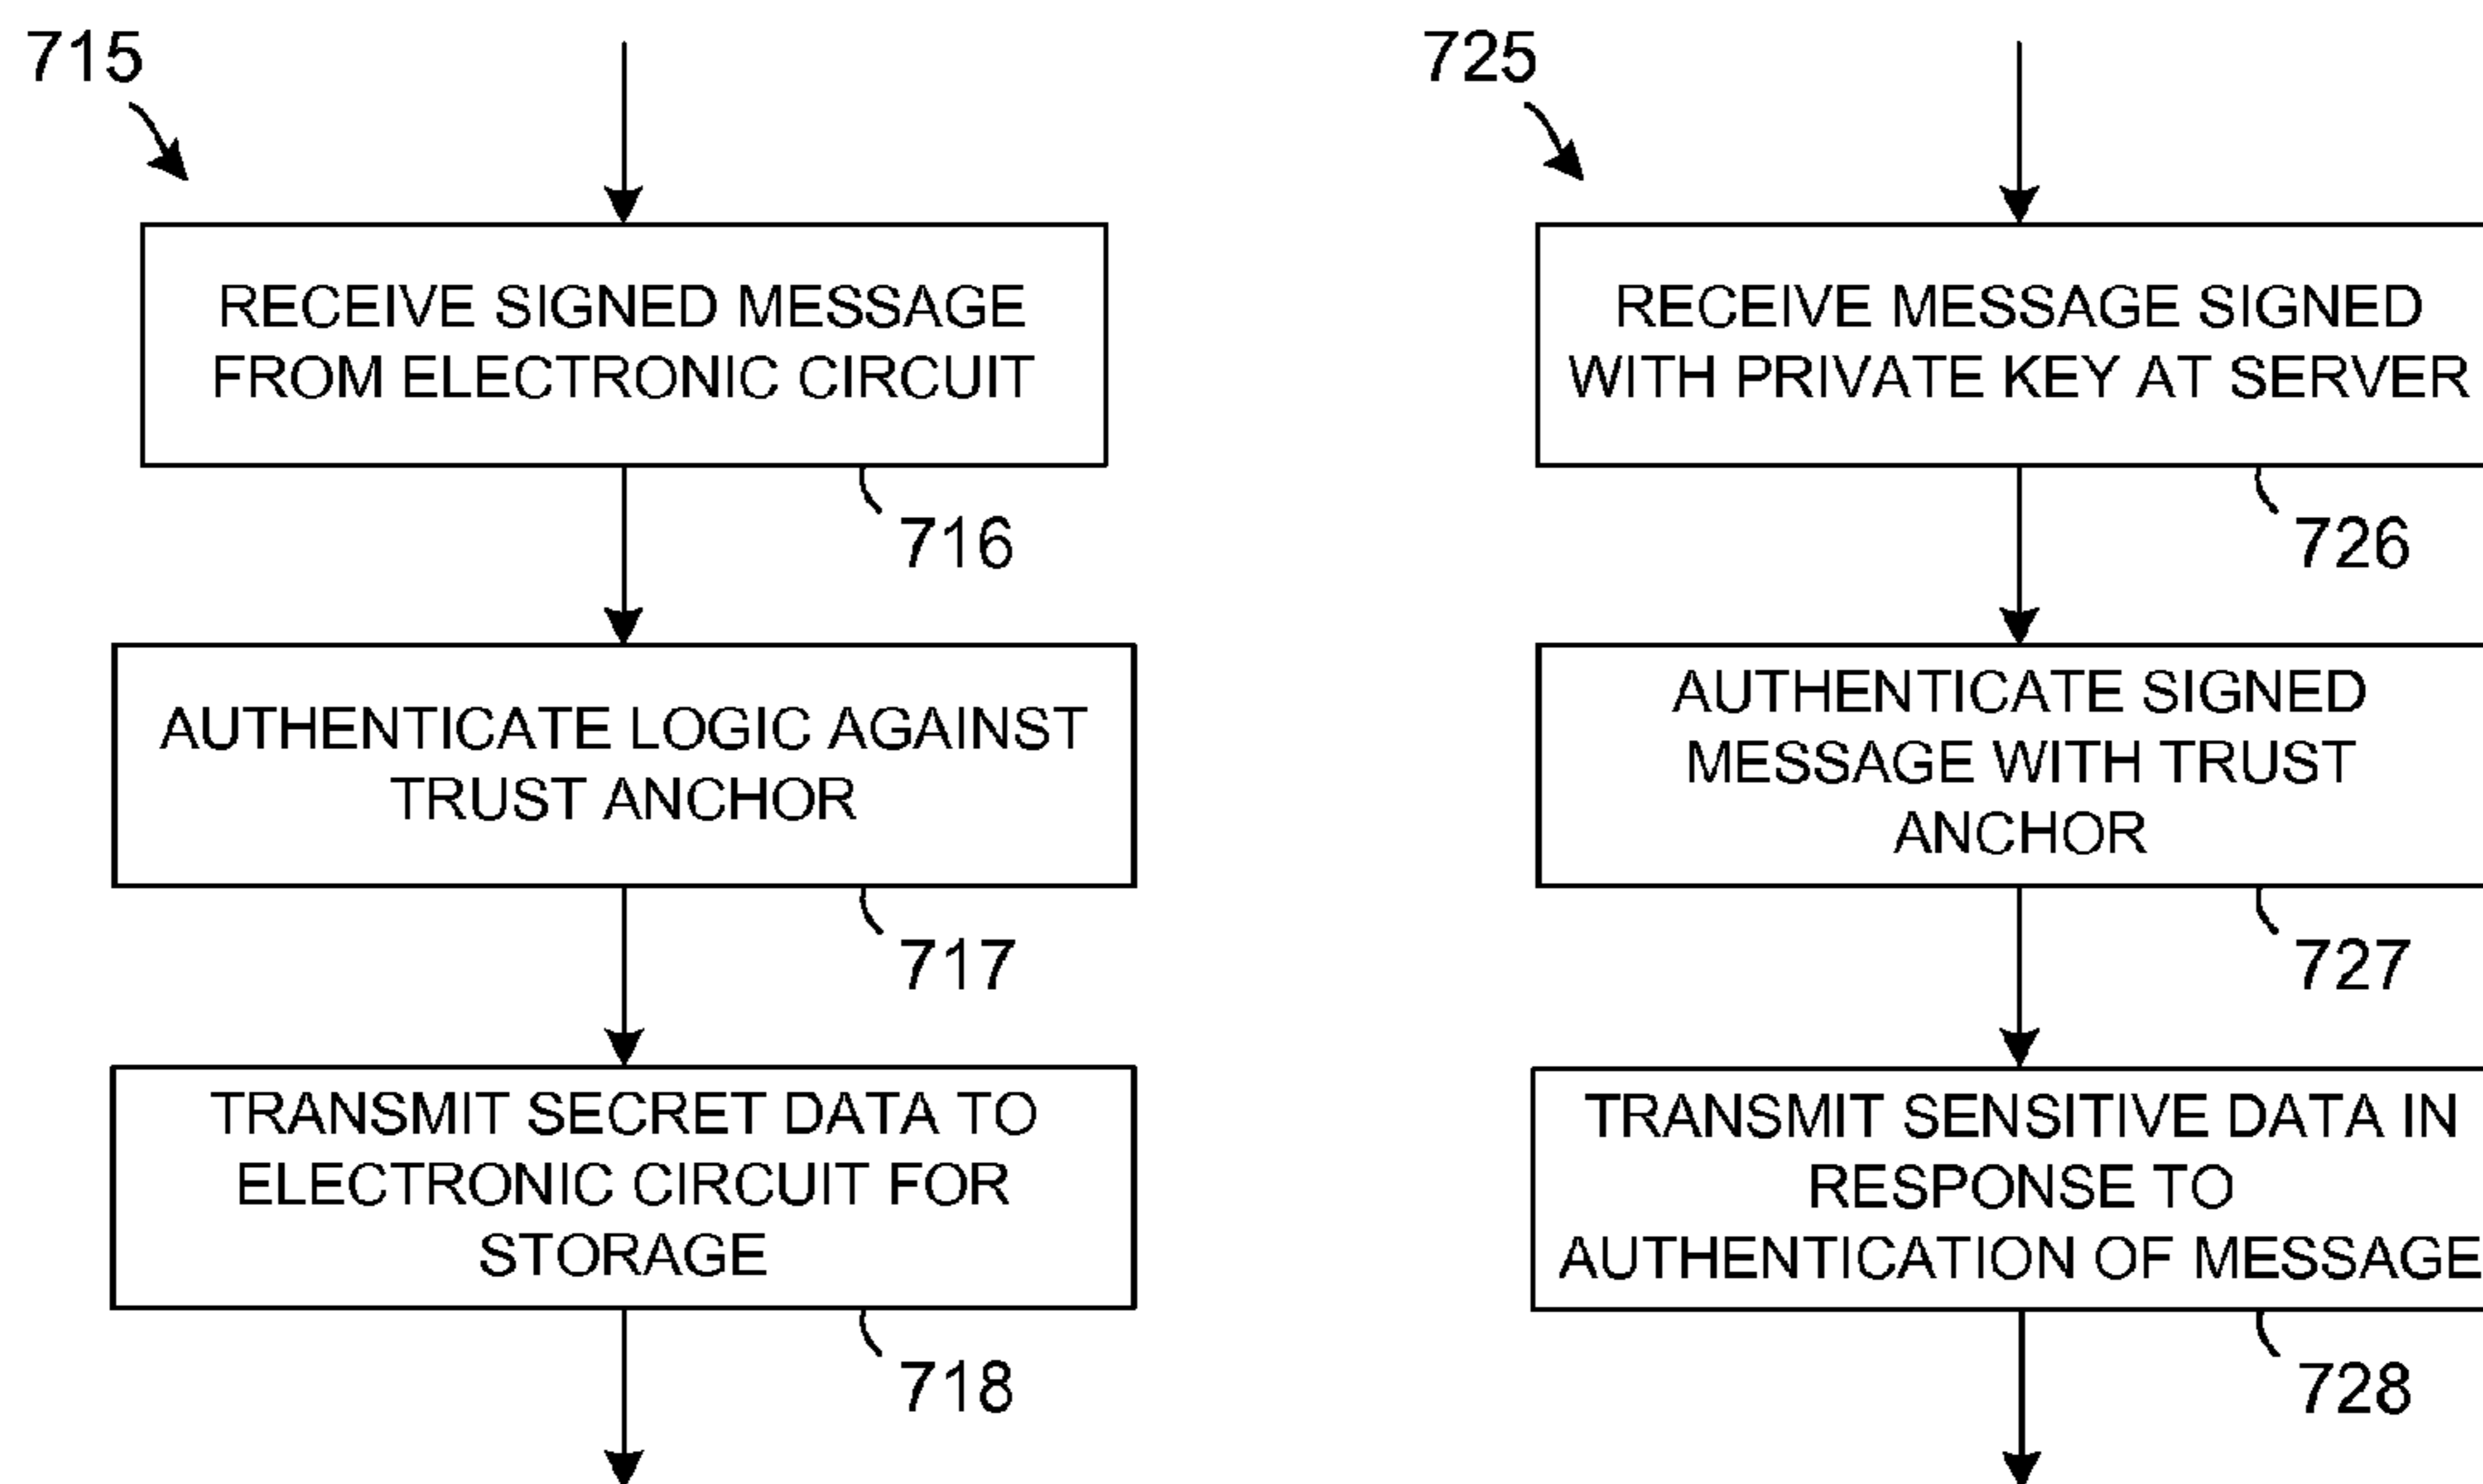 715
RECEIVE SIGNED MESSAGE
FROM ELECTRONIC CIRCUIT
716
AUTHENTICATE LOGIC AGAINST
TRUST ANCHOR
717
TRANSMIT SECRET DATA TO
ELECTRONIC CIRCUIT FOR
STORAGE
718
725
RECEIVE MESSAGE SIGNED
WITH PRIVATE KEY AT SERVER
726
AUTHENTICATE SIGNED
MESSAGE WITH TRUST
ANCHOR
727
TRANSMIT SENSITIVE DATA IN
RESPONSE TO
AUTHENTICATION OF MESSAGE
728